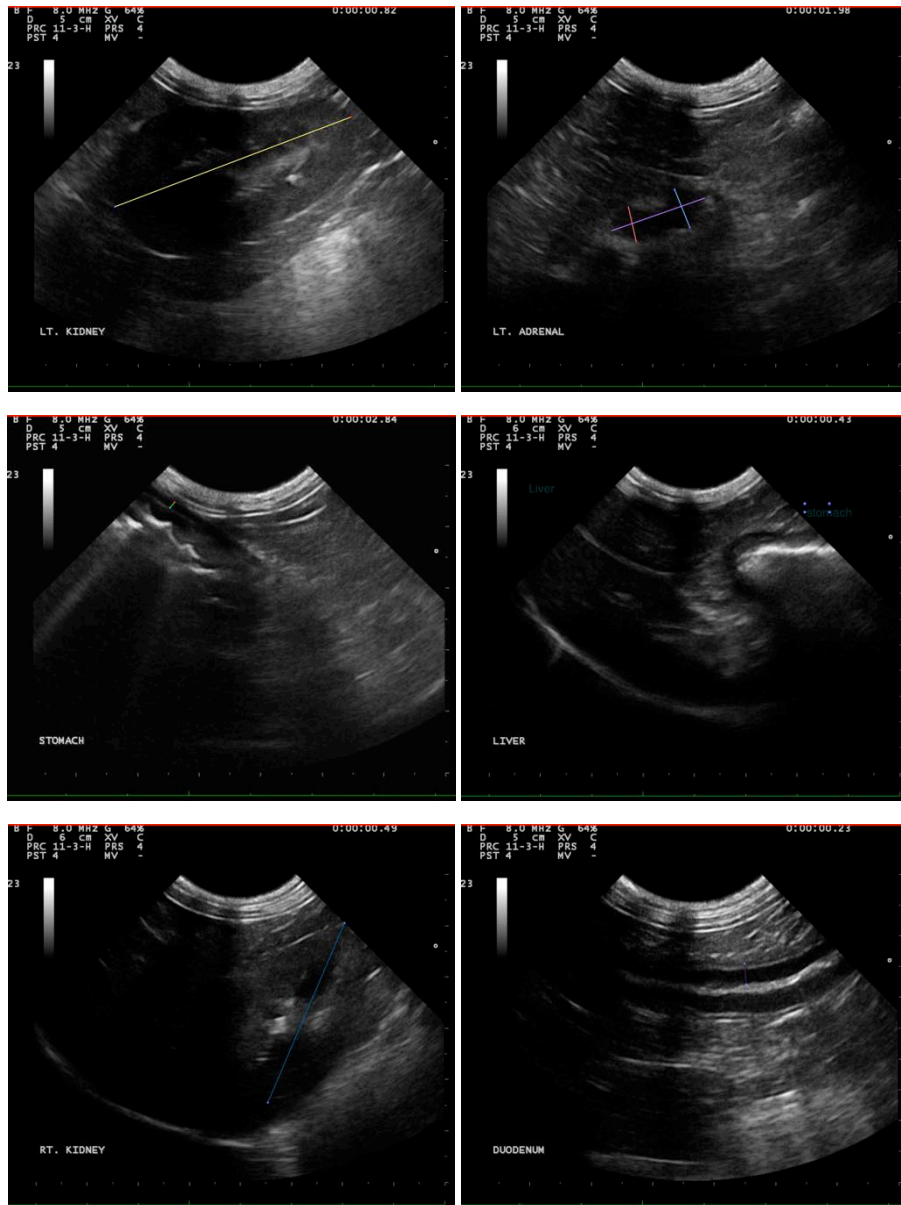 B F 8.0 MHz G 64% 0:00:00.82
D 5 cm XV C
PRC 11-3-H PRS 4
PST 4 MV -
23
LT. KIDNEY
B F 8.0 MHz G 64% 0:00:01.98
D 5 cm XV C
PRC 11-3-H PRS 4
PST 4 MV -
23
LT. ADRENAL
B F 8.0 MHz G 64% 0:00:02.84
D 5 cm XV C
PRC 11-3-H PRS 4
PST 4 MV -
23
STOMACH
B F 8.0 MHz G 64% 0:00:00.43
D 6 cm XV C
PRC 11-3-H PRS 4
PST 4 MV -
23
Liver
stomach
LIVER
B F 8.0 MHz G 64% 0:00:00.49
D 6 cm XV C
PRC 11-3-H PRS 4
PST 4 MV -
23
RT. KIDNEY
B F 8.0 MHz G 64% 0:00:00.23
D 5 cm XV C
PRC 11-3-H PRS 4
PST 4 MV -
23
DUODENUM